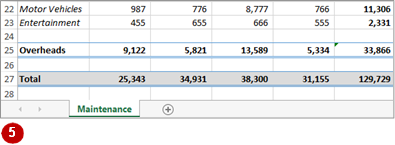 22 Motor Vehicles 987 776 8,777 766 11,306
23 Entertainment 455 655 666 555 2,331
24
25 Overheads 9,122 5,821 13,589 5,334 33,866
26
27 Total 25,343 34,931 38,300 31,155 129,729
28
Maintenance
5